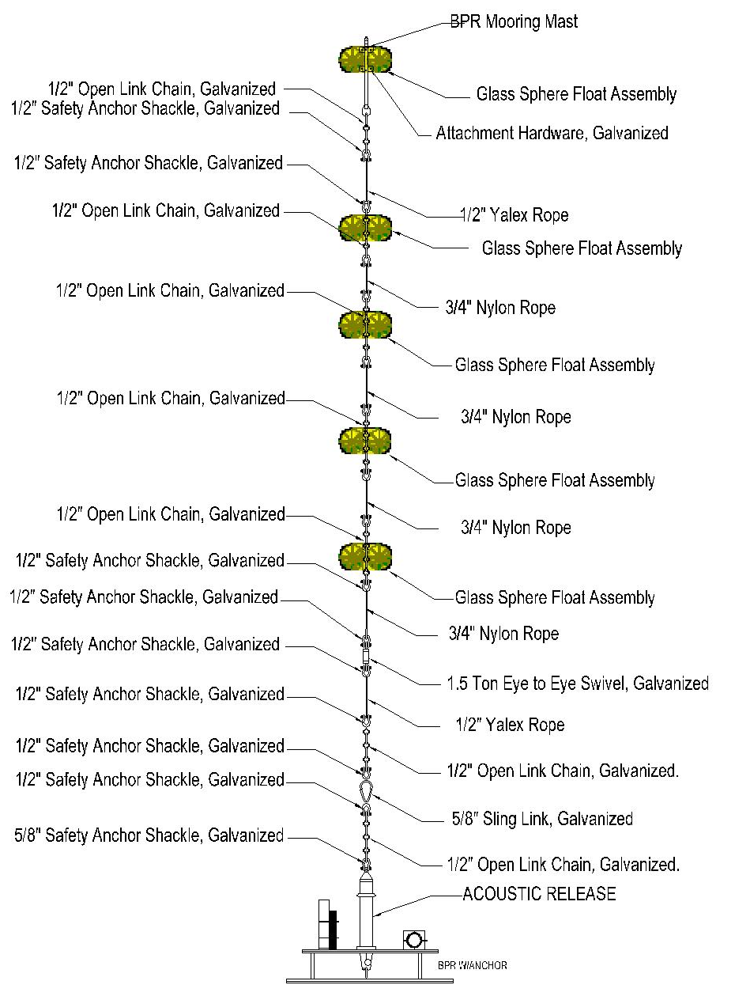 BPR Mooring Mast
1/2" Open Link Chain, Galvanized
Glass Sphere Float Assembly
1/2" Safety Anchor Shackle, Galvanized
Attachment Hardware, Galvanized
1/2" Safety Anchor Shackle, Galvanized
1/2" Open Link Chain, Galvanized
1/2" Yalex Rope
Glass Sphere Float Assembly
1/2" Open Link Chain, Galvanized
3/4" Nylon Rope
Glass Sphere Float Assembly
1/2" Open Link Chain, Galvanized
3/4" Nylon Rope
Glass Sphere Float Assembly
1/2" Open Link Chain, Galvanized
3/4" Nylon Rope
1/2" Safety Anchor Shackle, Galvanized
1/2" Safety Anchor Shackle, Galvanized
Glass Sphere Float Assembly
3/4" Nylon Rope
1/2" Safety Anchor Shackle, Galvanized
1.5 Ton Eye to Eye Swivel, Galvanized
1/2" Safety Anchor Shackle, Galvanized
1/2" Yalex Rope
1/2" Safety Anchor Shackle, Galvanized
1/2" Open Link Chain, Galvanized.
1/2" Safety Anchor Shackle, Galvanized
5/8" Sling Link, Galvanized
5/8" Safety Anchor Shackle, Galvanized
1/2" Open Link Chain, Galvanized.
ACOUSTIC RELEASE
BPR W/ANCHOR